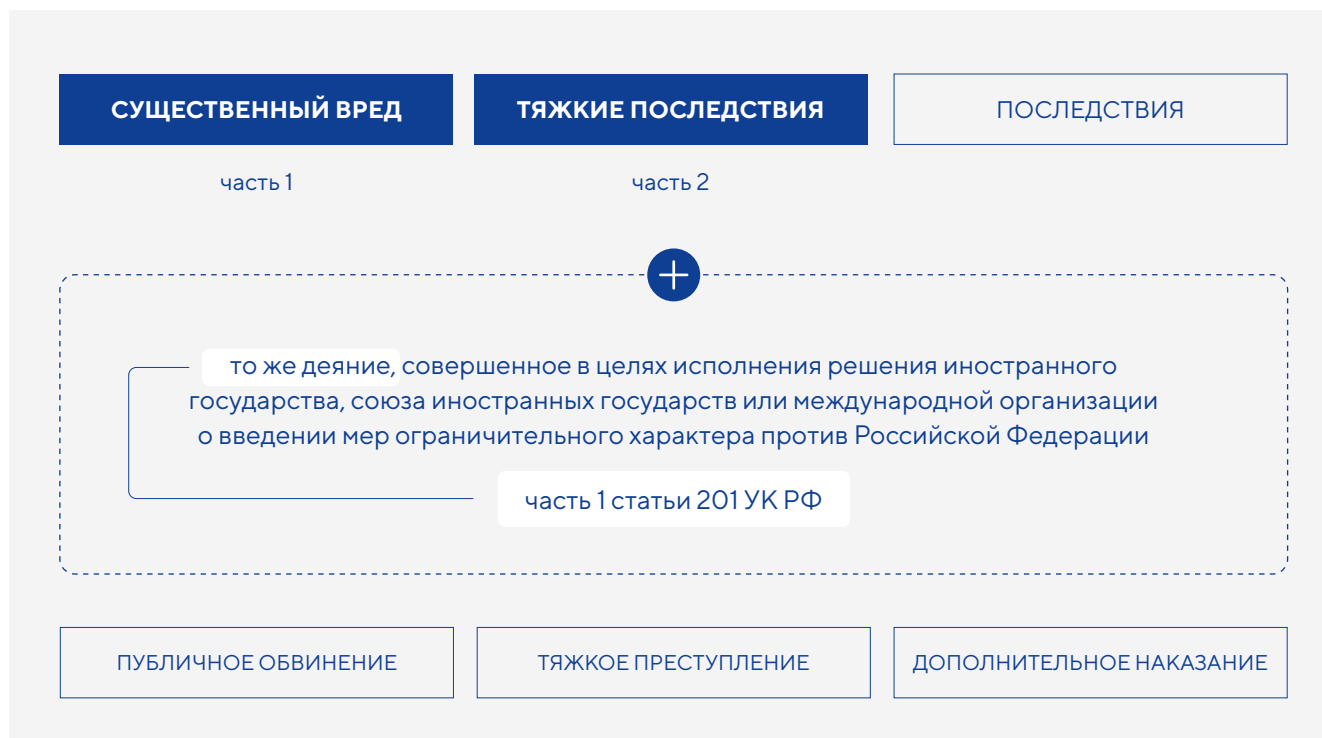 СУЩЕСТВЕННЫЙ ВРЕД
ТЯЖКИЕ ПОСЛЕДСТВИЯ
ПОСЛЕДСТВИЯ
часть 1
часть 2
то же деяние, совершенное в целях исполнения решения иностранного
государства, союза иностранных государств или международной организации
о введении мер ограничительного характера против Российской Федерации
часть 1 статьи 201 УК РФ
ПУБЛИЧНОЕ ОБВИНЕНИЕ
ТЯЖКОЕ ПРЕСТУПЛЕНИЕ
ДОПОЛНИТЕЛЬНОЕ НАКАЗАНИЕ